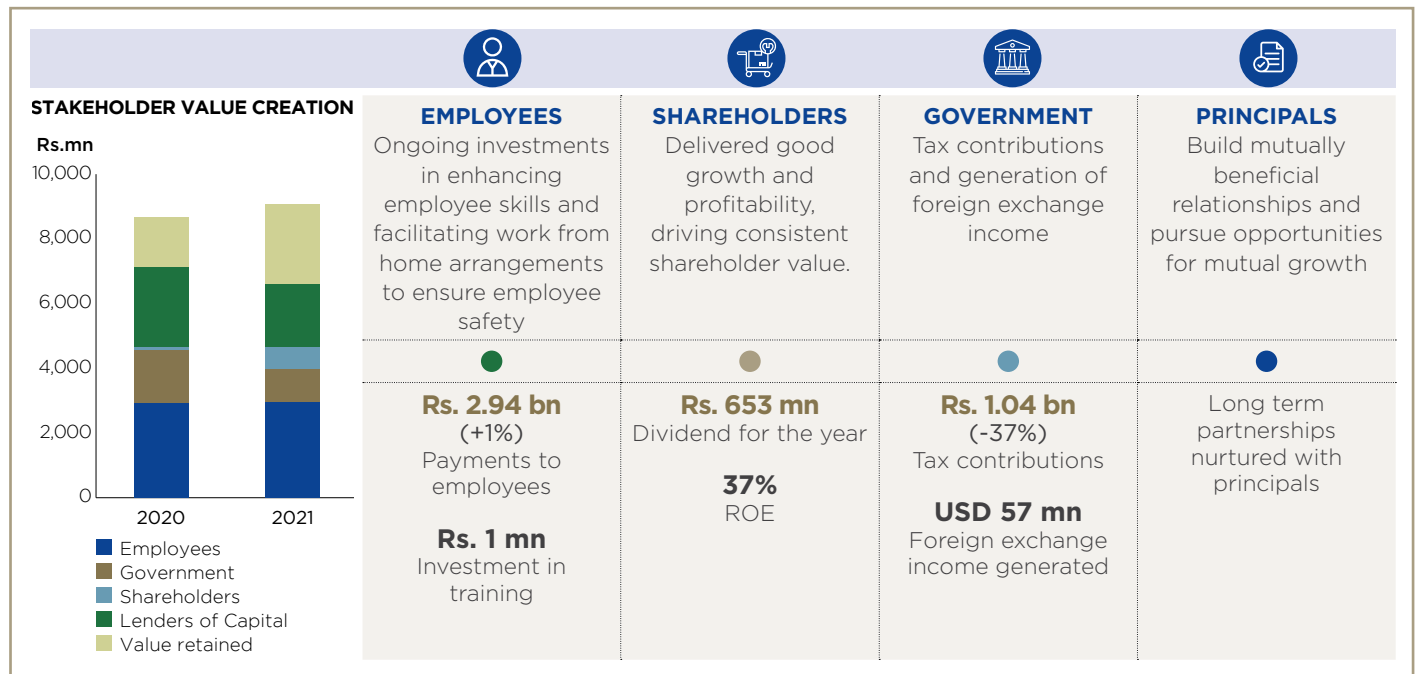 STAKEHOLDER VALUE CREATION
Rs.mn
10,000
8,000
6,000
4,000
2,000
0
2020
2021
Employees
Government
Shareholders
Lenders of Capital
Value retained
EMPLOYEES
Ongoing investments
in enhancing
employee skills and
facilitating work from
home arrangements
to ensure employee
safety
Rs. 2.94 bn
(+1%)
Payments to
employees
Rs. 1 mn
Investment in
training
SHAREHOLDERS
Delivered good
growth and
profitability,
driving consistent
shareholder value.
Rs. 653 mn
Dividend for the year
37%
ROE
GOVERNMENT
Tax contributions
and generation of
foreign exchange
income
Rs. 1.04 bn
(-37%)
Tax contributions
USD 57 mn
Foreign exchange
income generated
PRINCIPALS
Build mutually
beneficial
relationships and
pursue opportunities
for mutual growth
Long term
partnerships
nurtured with
principals